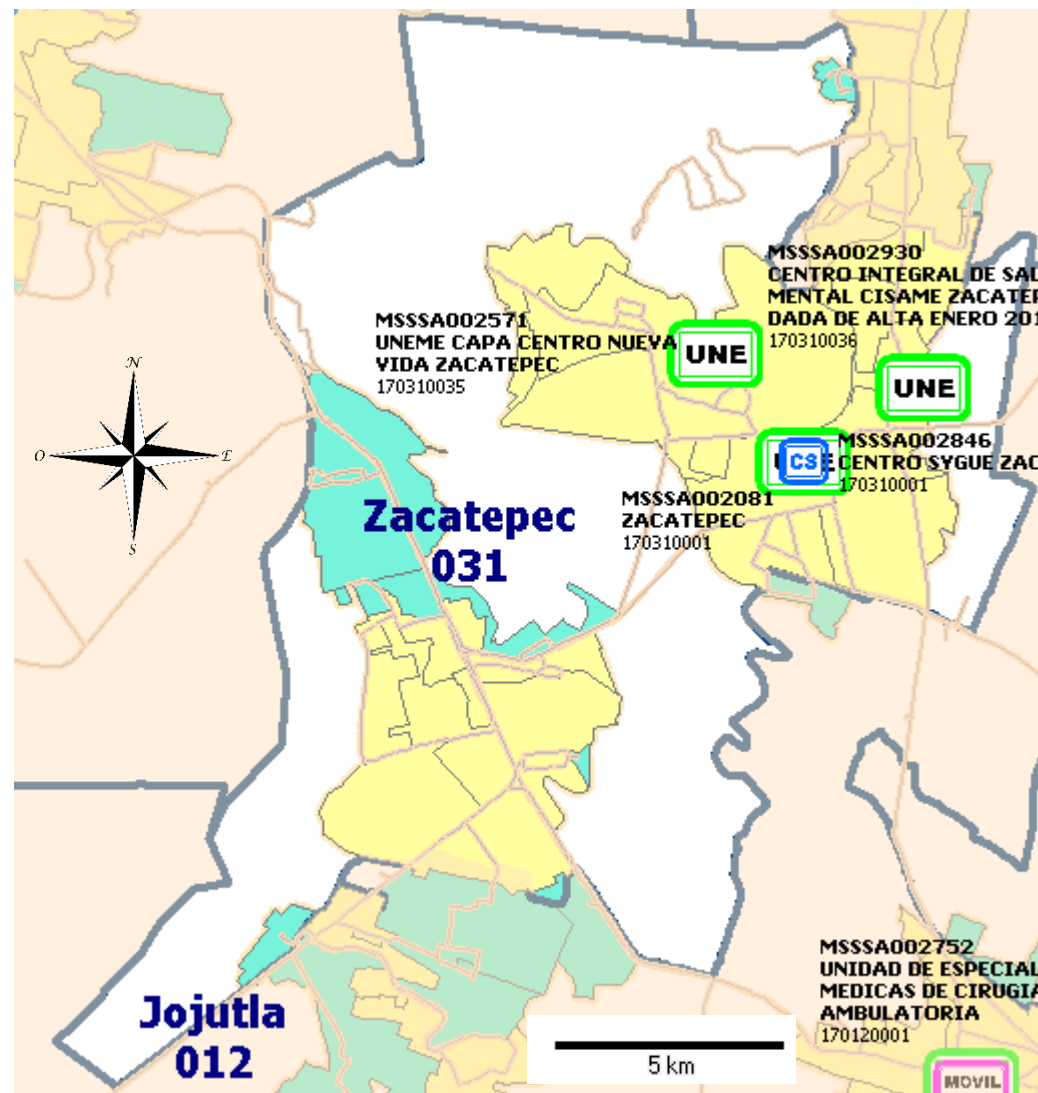 MSSSA002930
CENTRO INTEGRAL DE SAL
MENTAL CISAME ZACATEP
DADA DE ALTA ENERO 201
170310036
MSSSA002571
UNEME CAPA CENTRO NUEVA
VIDA ZACATEPEC
170310035
UNE
UNE
N
O
E
S
MSSSA002846
CENTRO SYGUE ZAC
170310001
CS
MSSSA002081
ZACATEPEC
170310001
Zacatepec
031
MSSSA002752
UNIDAD DE ESPECIAL
MEDICAS DE CIRUGIA
AMBULATORIA
170120001
Jojutla
012
5 km
MOVIL